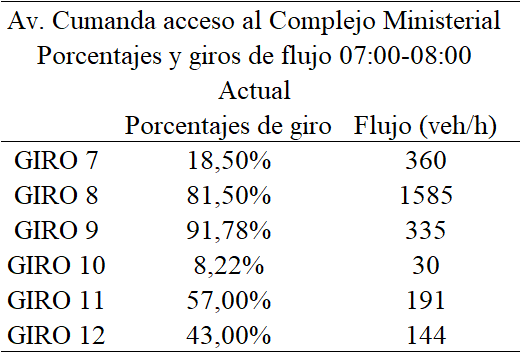 Av. Cumanda acceso al Complejo Ministerial
Porcentajes y giros de flujo 07:00-08:00
Actual
Porcentajes de giro Flujo (veh/h)
GIRO 7 18,50% 360
GIRO 8 81,50% 1585
GIRO 9 91,78% 335
GIRO 10 8,22% 30
GIRO 11 57,00% 191
GIRO 12 43,00% 144